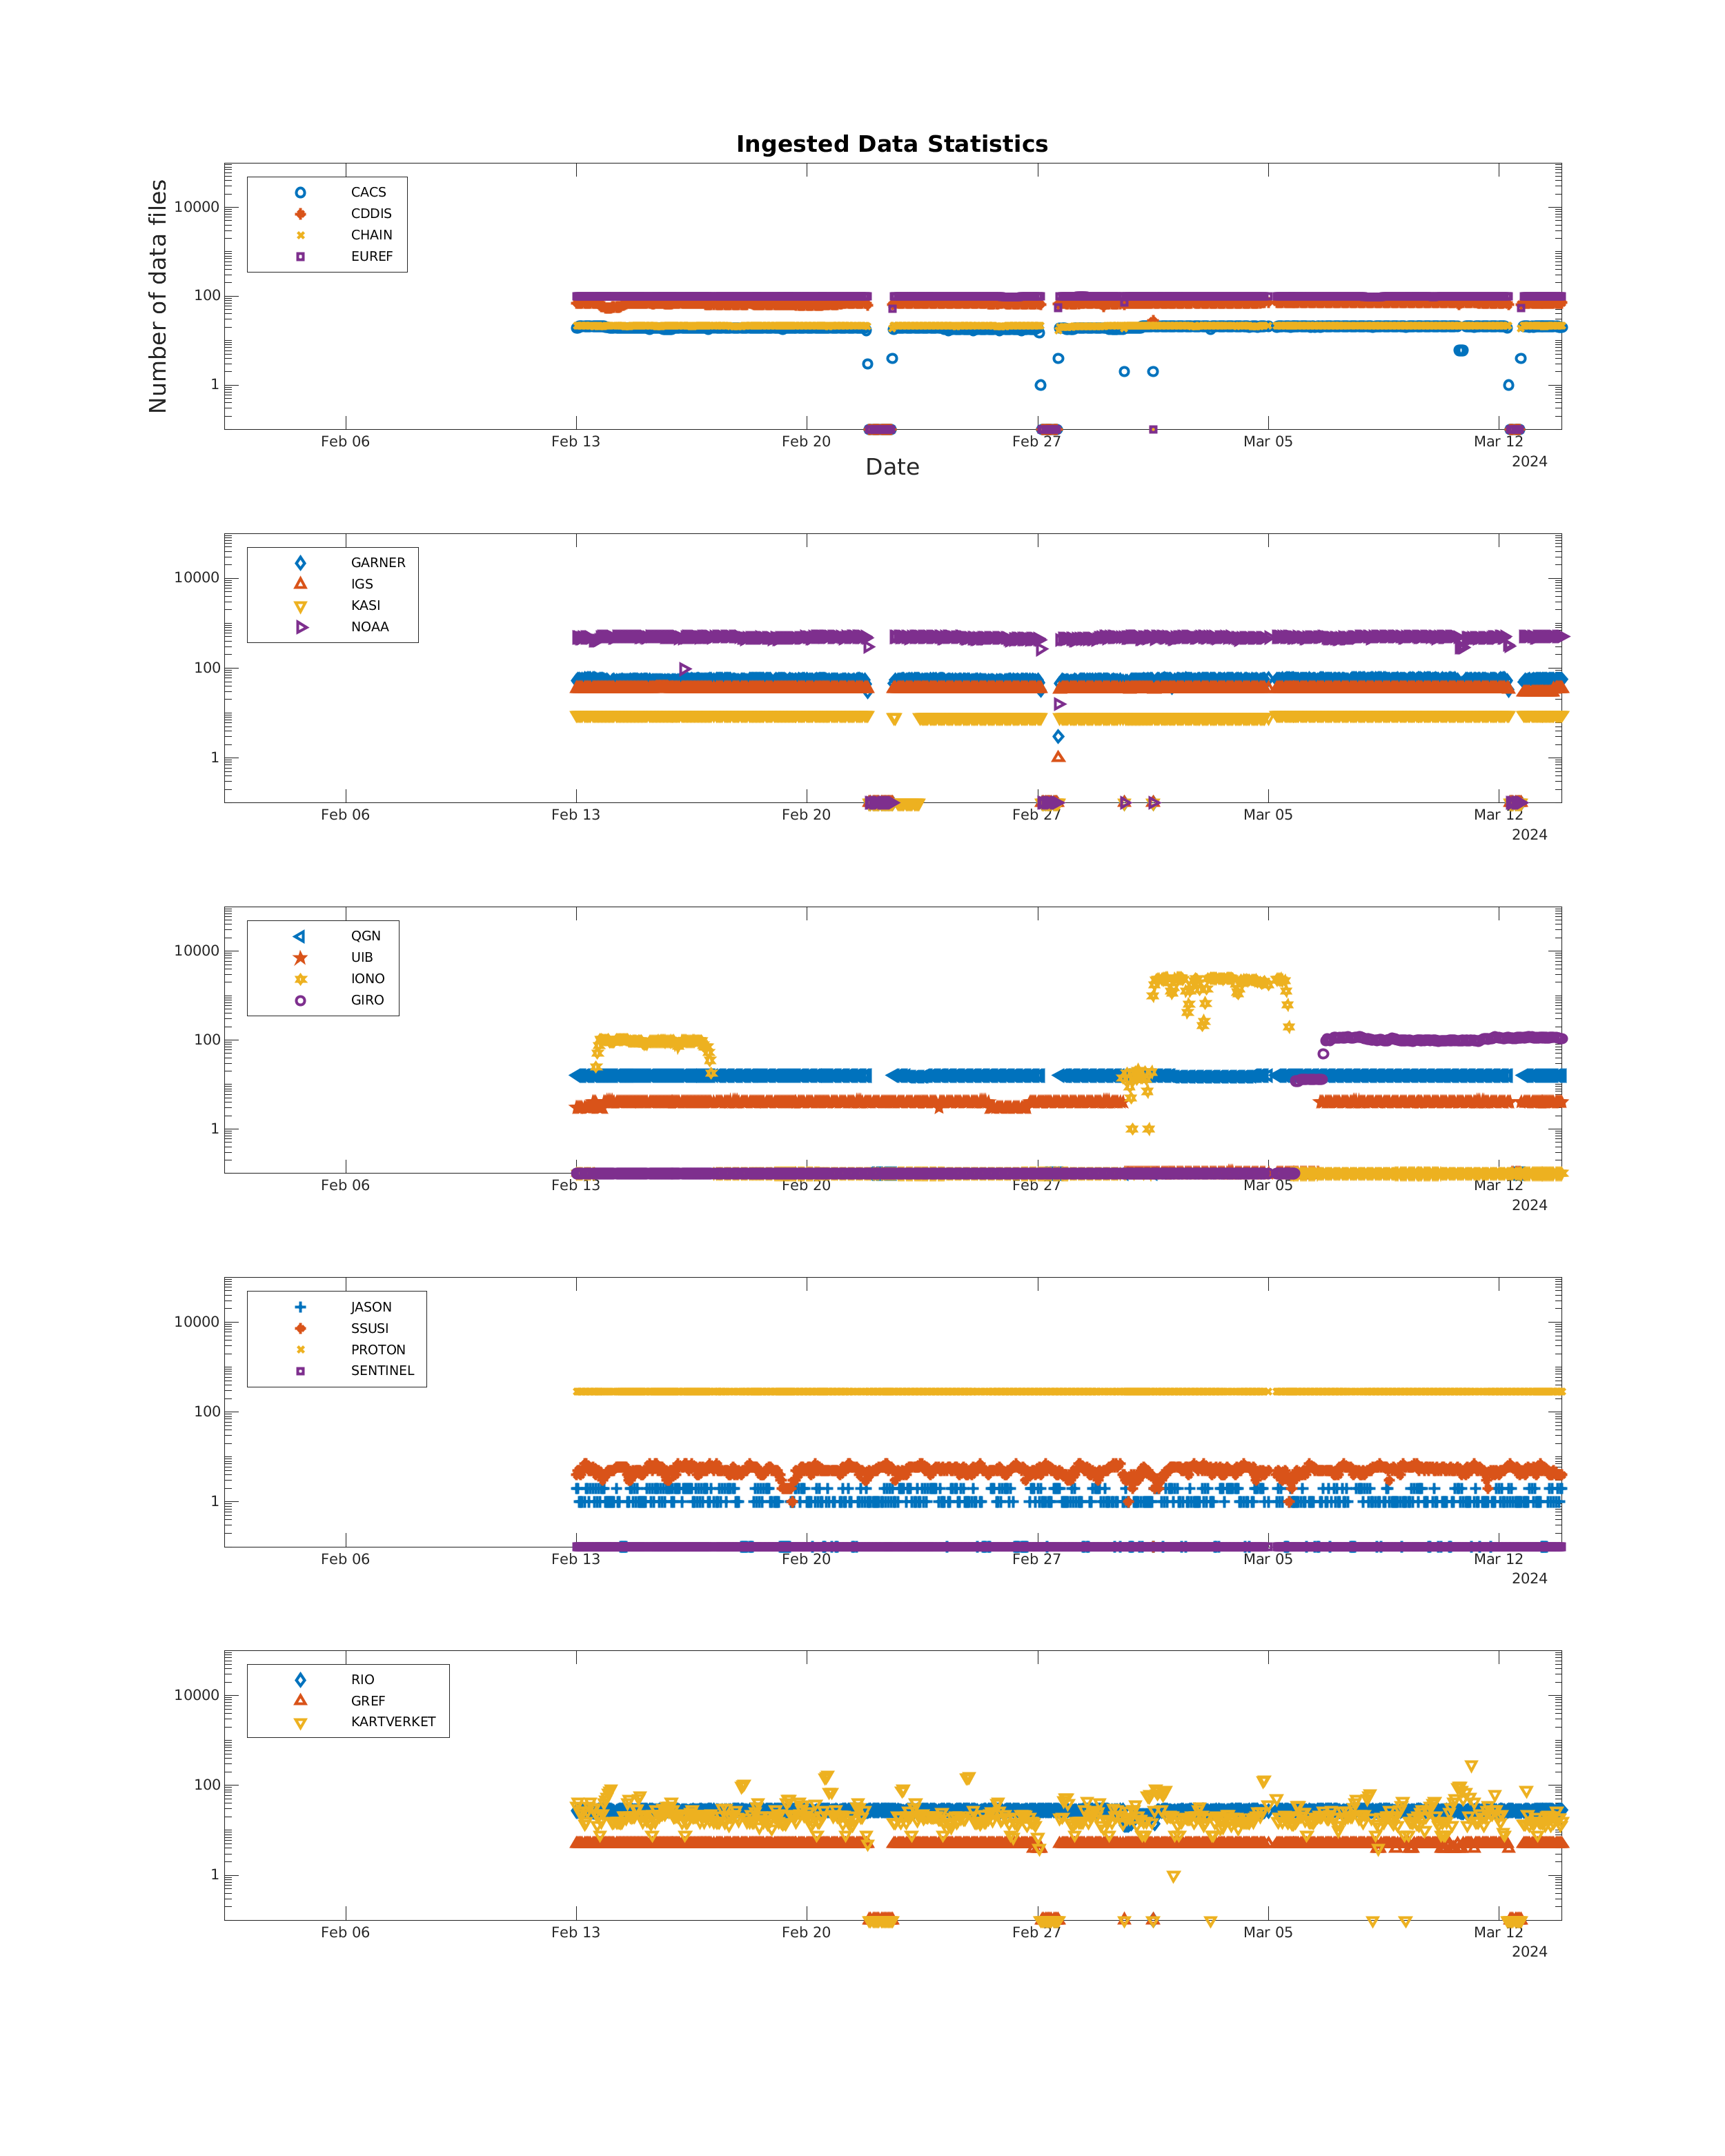 Ingested Data Statistics
Number of data files
CACS
CDDIS
CHAIN
EUREF
10000
100
1
Feb 06 Feb 13 Feb 20 Feb 27 Mar 05 Mar 12
2024
Date
GARNER
IGS
KASI
NOAA
10000
100
1
Feb 06 Feb 13 Feb 20 Feb 27 Mar 05 Mar 12
2024
QGN
UIB
IONO
GIRO
10000
100
1
Feb 06 Feb 13 Feb 20 Feb 27 Mar 05 Mar 12
2024
JASON
SSUSI
PROTON
SENTINEL
10000
100
1
Feb 06 Feb 13 Feb 20 Feb 27 Mar 05 Mar 12
2024
RIO
GREF
KARTVERKET
10000
100
1
Feb 06 Feb 13 Feb 20 Feb 27 Mar 05 Mar 12
2024